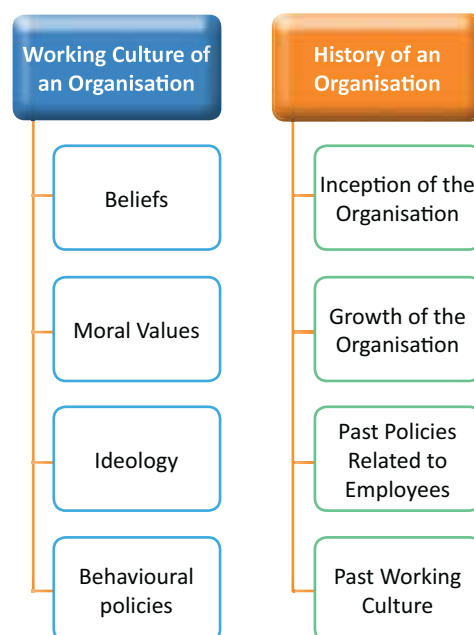 Working Culture of
an Organisation
Beliefs
Moral Values
Ideology
Behavioural
policies
History of an
Organisation
Inception of the
Organisation
Growth of the
Organisation
Past Policies
Related to
Employees
Past Working
Culture